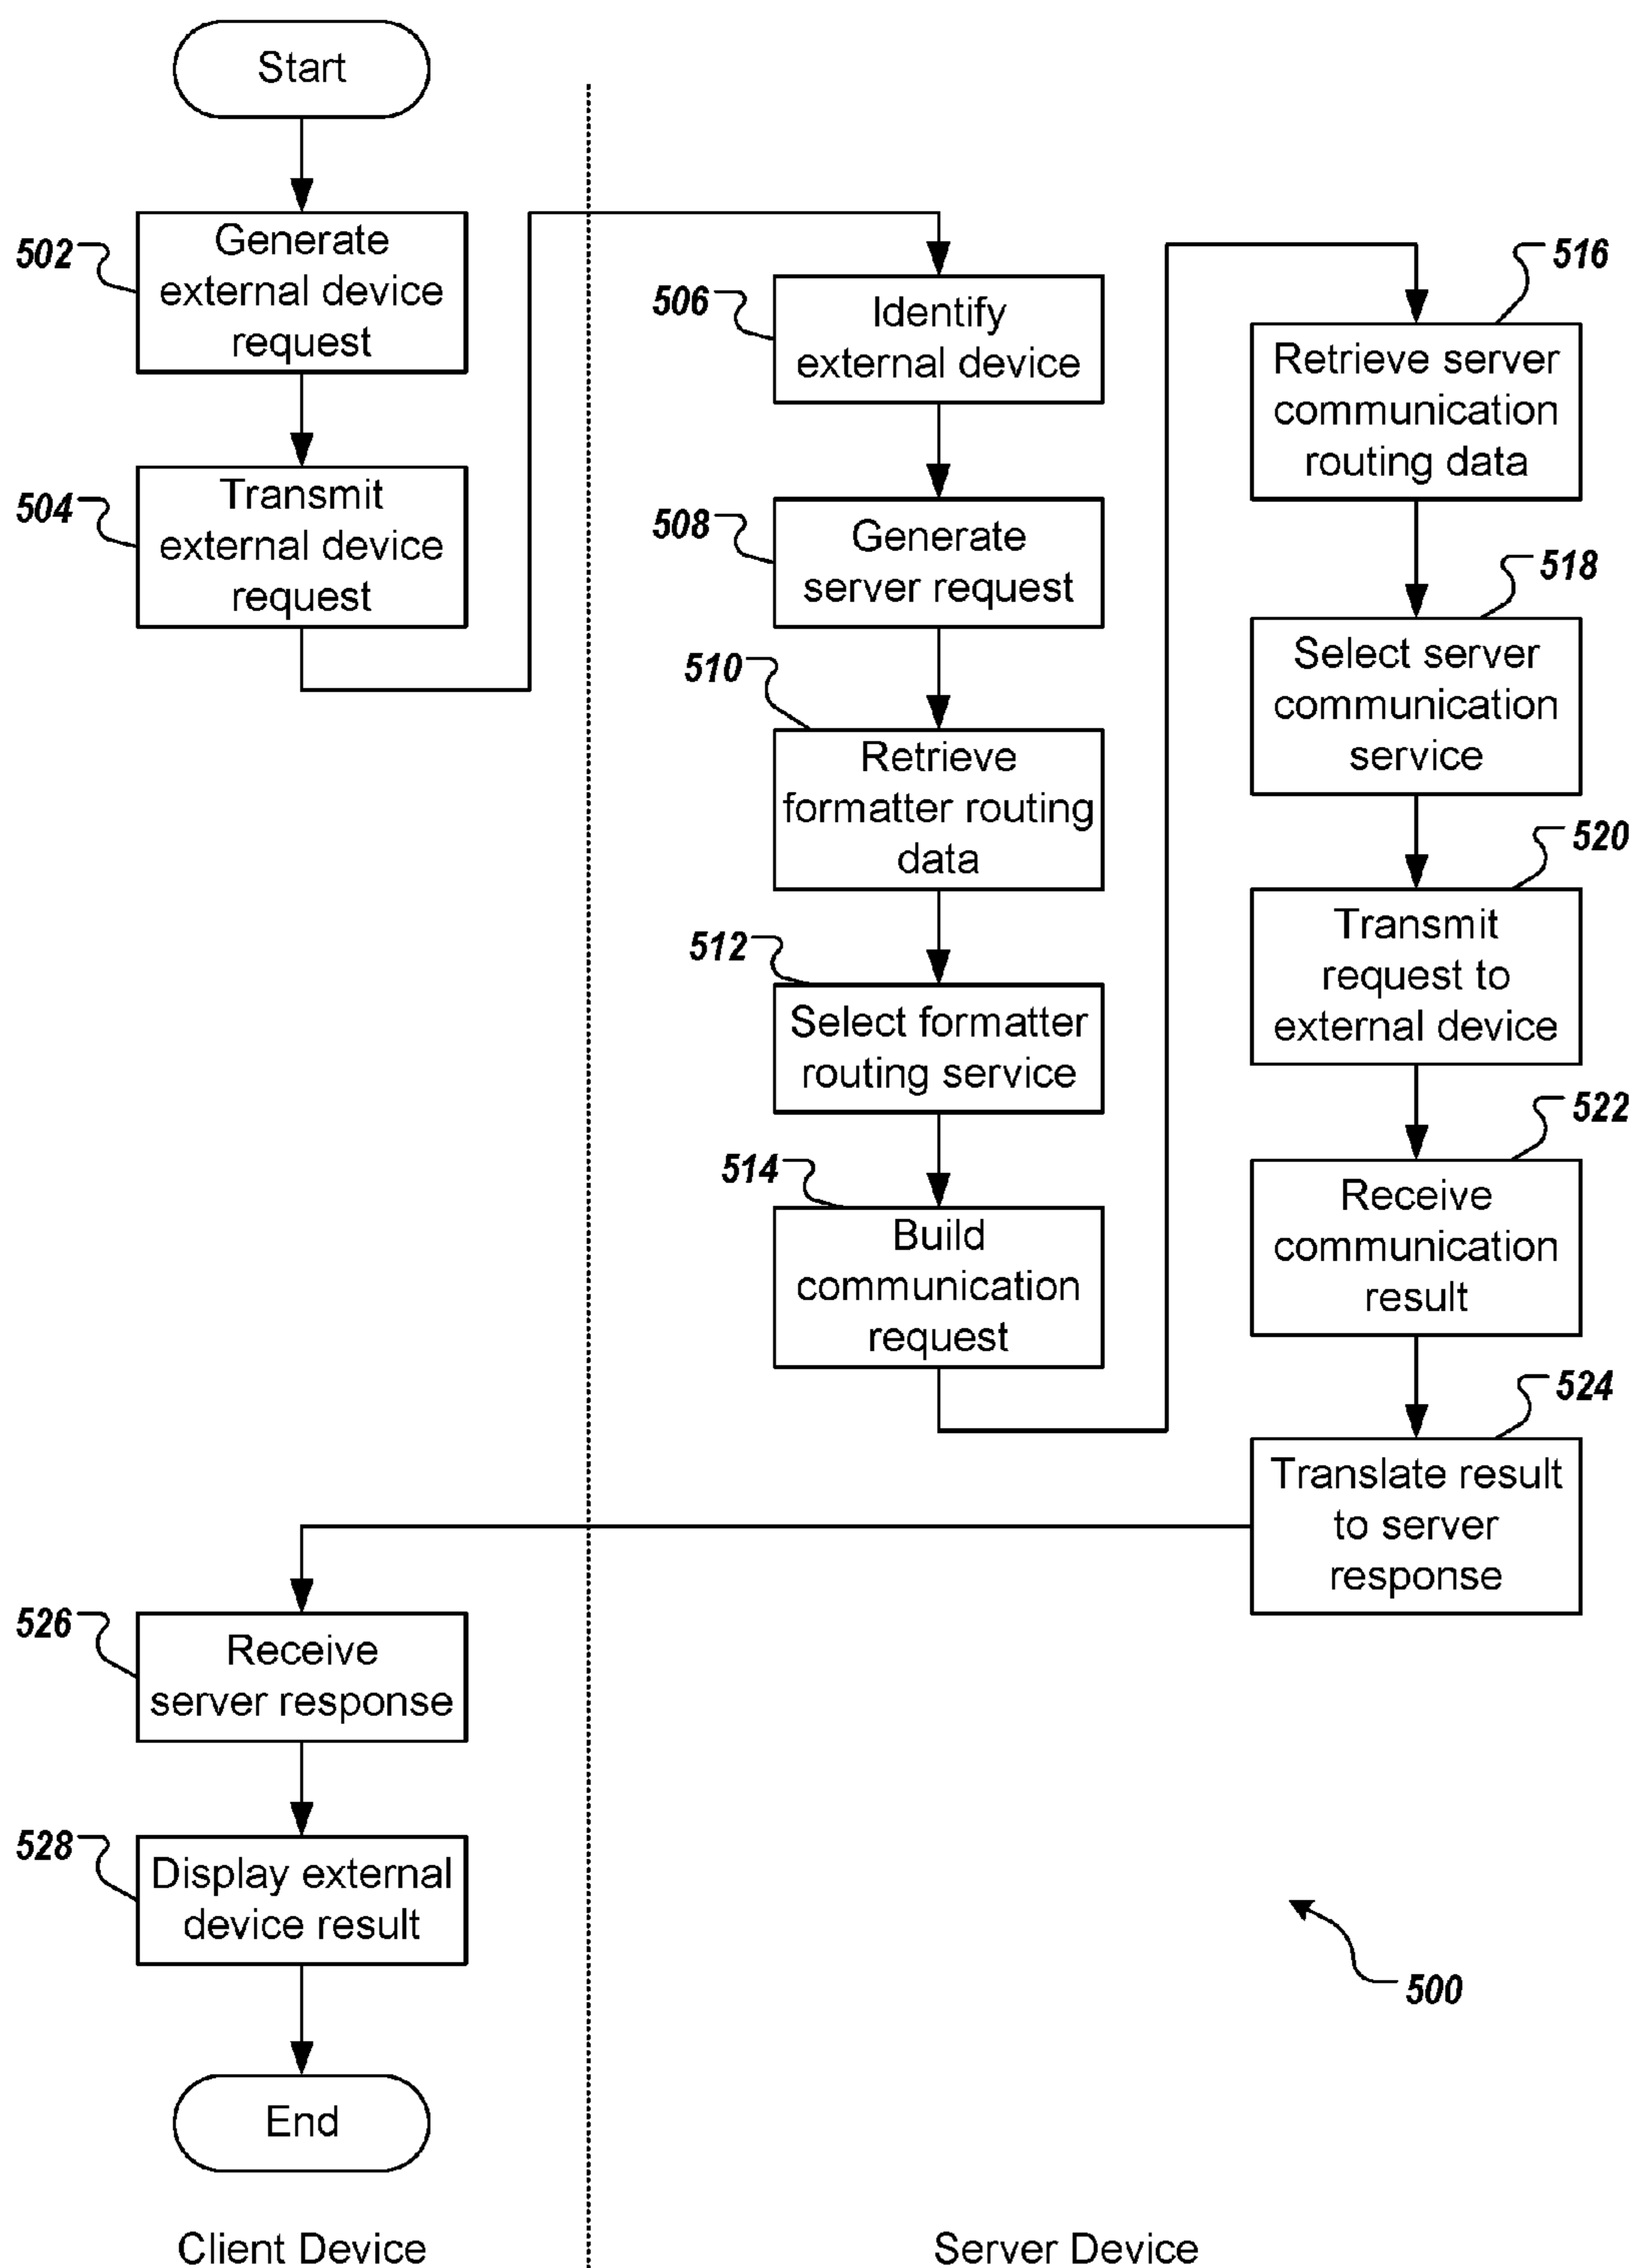 Start
502
Generate
external device
request
504
Transmit
external device
request
506
Identify
external device
508
Generate
server request
510
Retrieve
formatter routing
data
512
Select formatter
routing service
514
Build
communication
request
516
Retrieve server
communication
routing data
518
Select server
communication
service
520
Transmit
request to
external device
522
Receive
communication
result
524
Translate result
to server
response
526
Receive
server response
528
Display external
device result
End
500
Client Device
Server Device